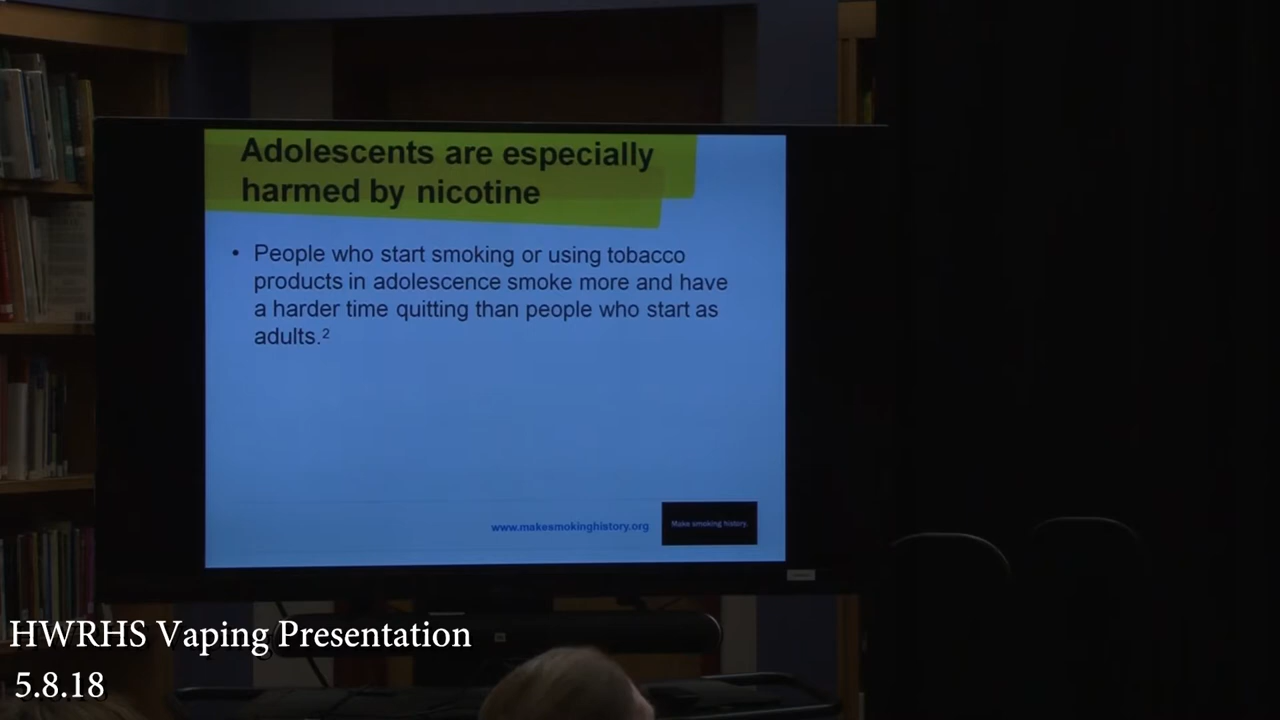 Adolescents are especially
harmed by nicotine
• People who start smoking or using tobacco
products in adolescence smoke more and have
a harder time quitting than people who start as
adults.²
www.makesmokinghistory.org
Make smoking history.
HWRHS Vaping Presentation
5.8.18